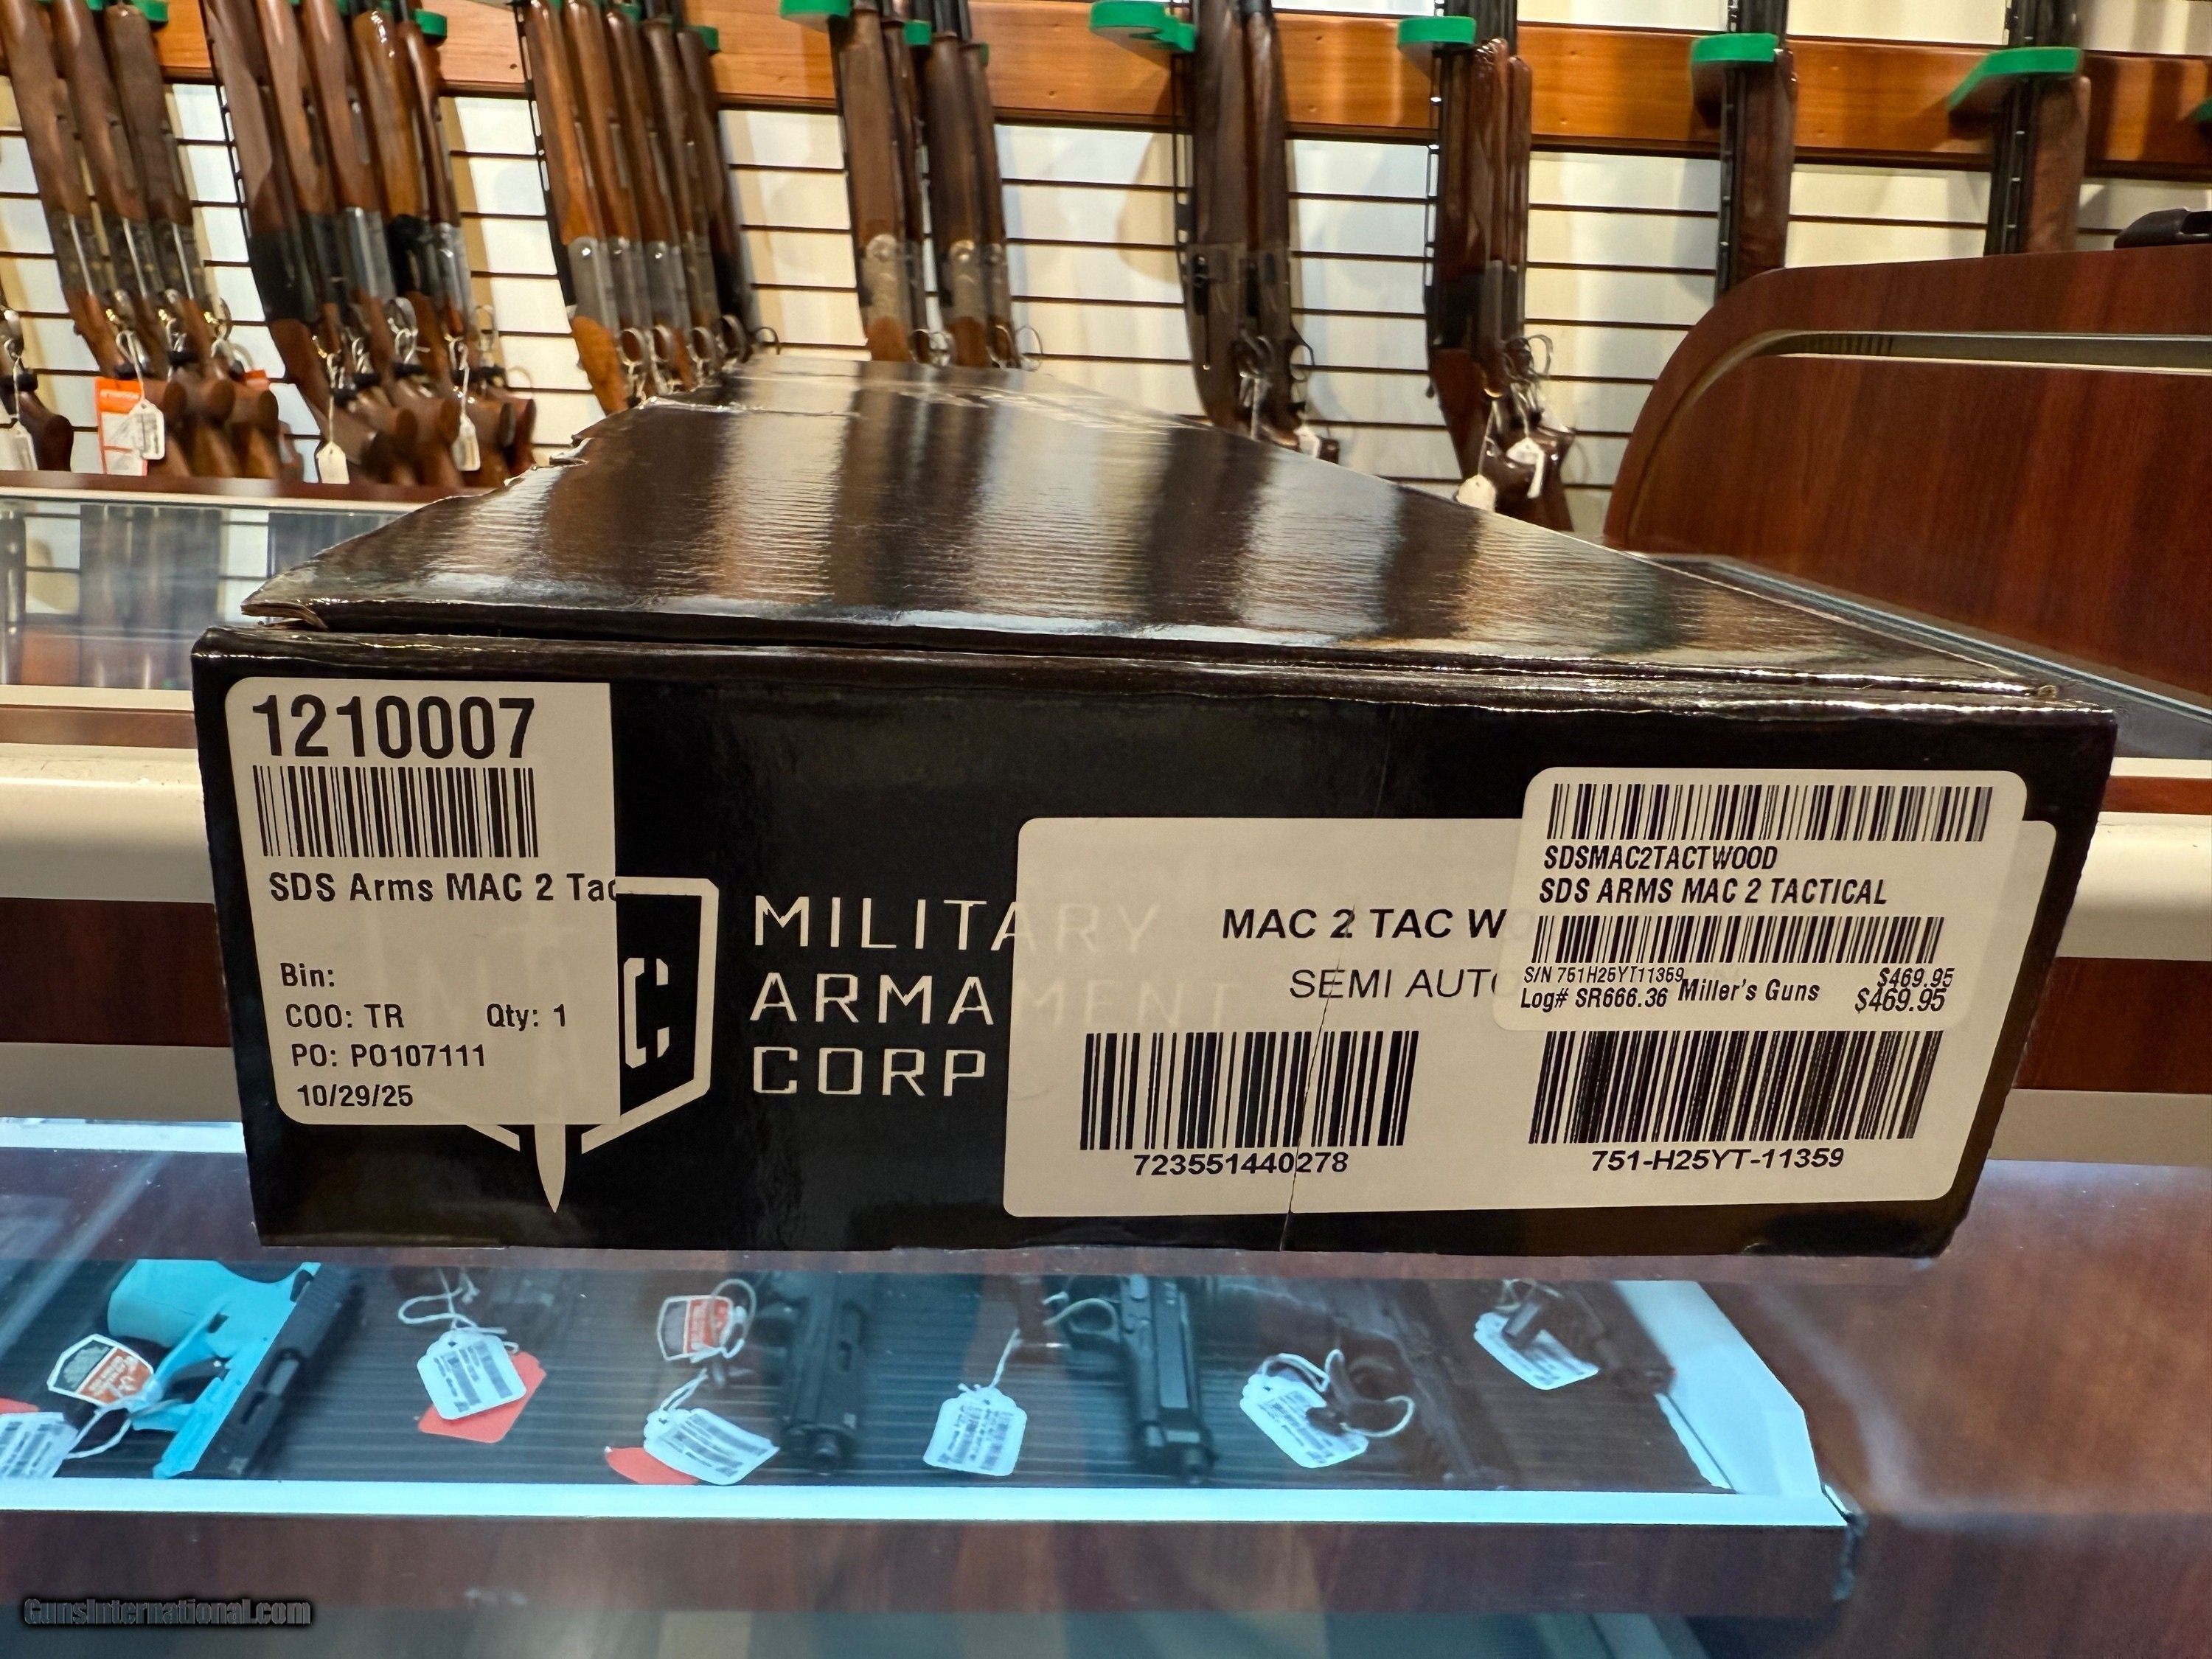 1210007
SDS Arms MAC 2 Tac
Bin:
COO: TR Qty: 1
PO: PO107111
10/29/25
C
MILITARY
ARMAMENT
CORP
MAC 2 TAC WO
SEMI AUTO
723551440278
751-H25YT-11359
SDSMAC2TACTWOOD
SDS ARMS MAC 2 TACTICAL
S/N 751H25YT11359 $469.95
Log# SR666.36 Miller's Guns $469.95
GunsInternational.com